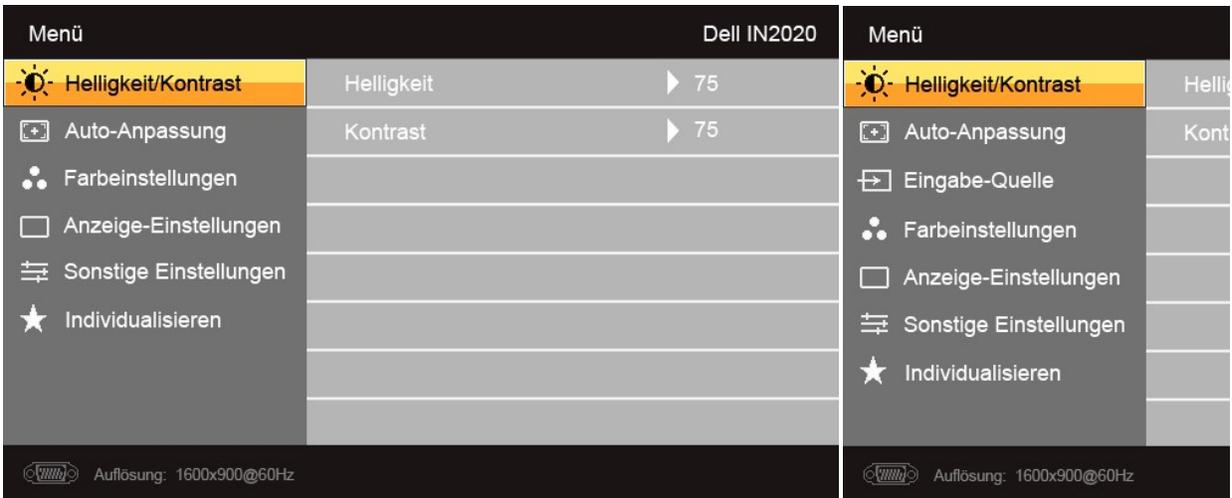 Menü Dell IN2020
Helligkeit/Kontrast Helligkeit 75
Auto-Anpassung Kontrast 75
Farbeinstellungen
Anzeige-Einstellungen
Sonstige Einstellungen
Individualisieren
Auflösung: 1600x900@60Hz
Menü
Helligkeit/Kontrast
Auto-Anpassung
Eingabe-Quelle
Farbeinstellungen
Anzeige-Einstellungen
Sonstige Einstellungen
Individualisieren
Auflösung: 1600x900@60Hz